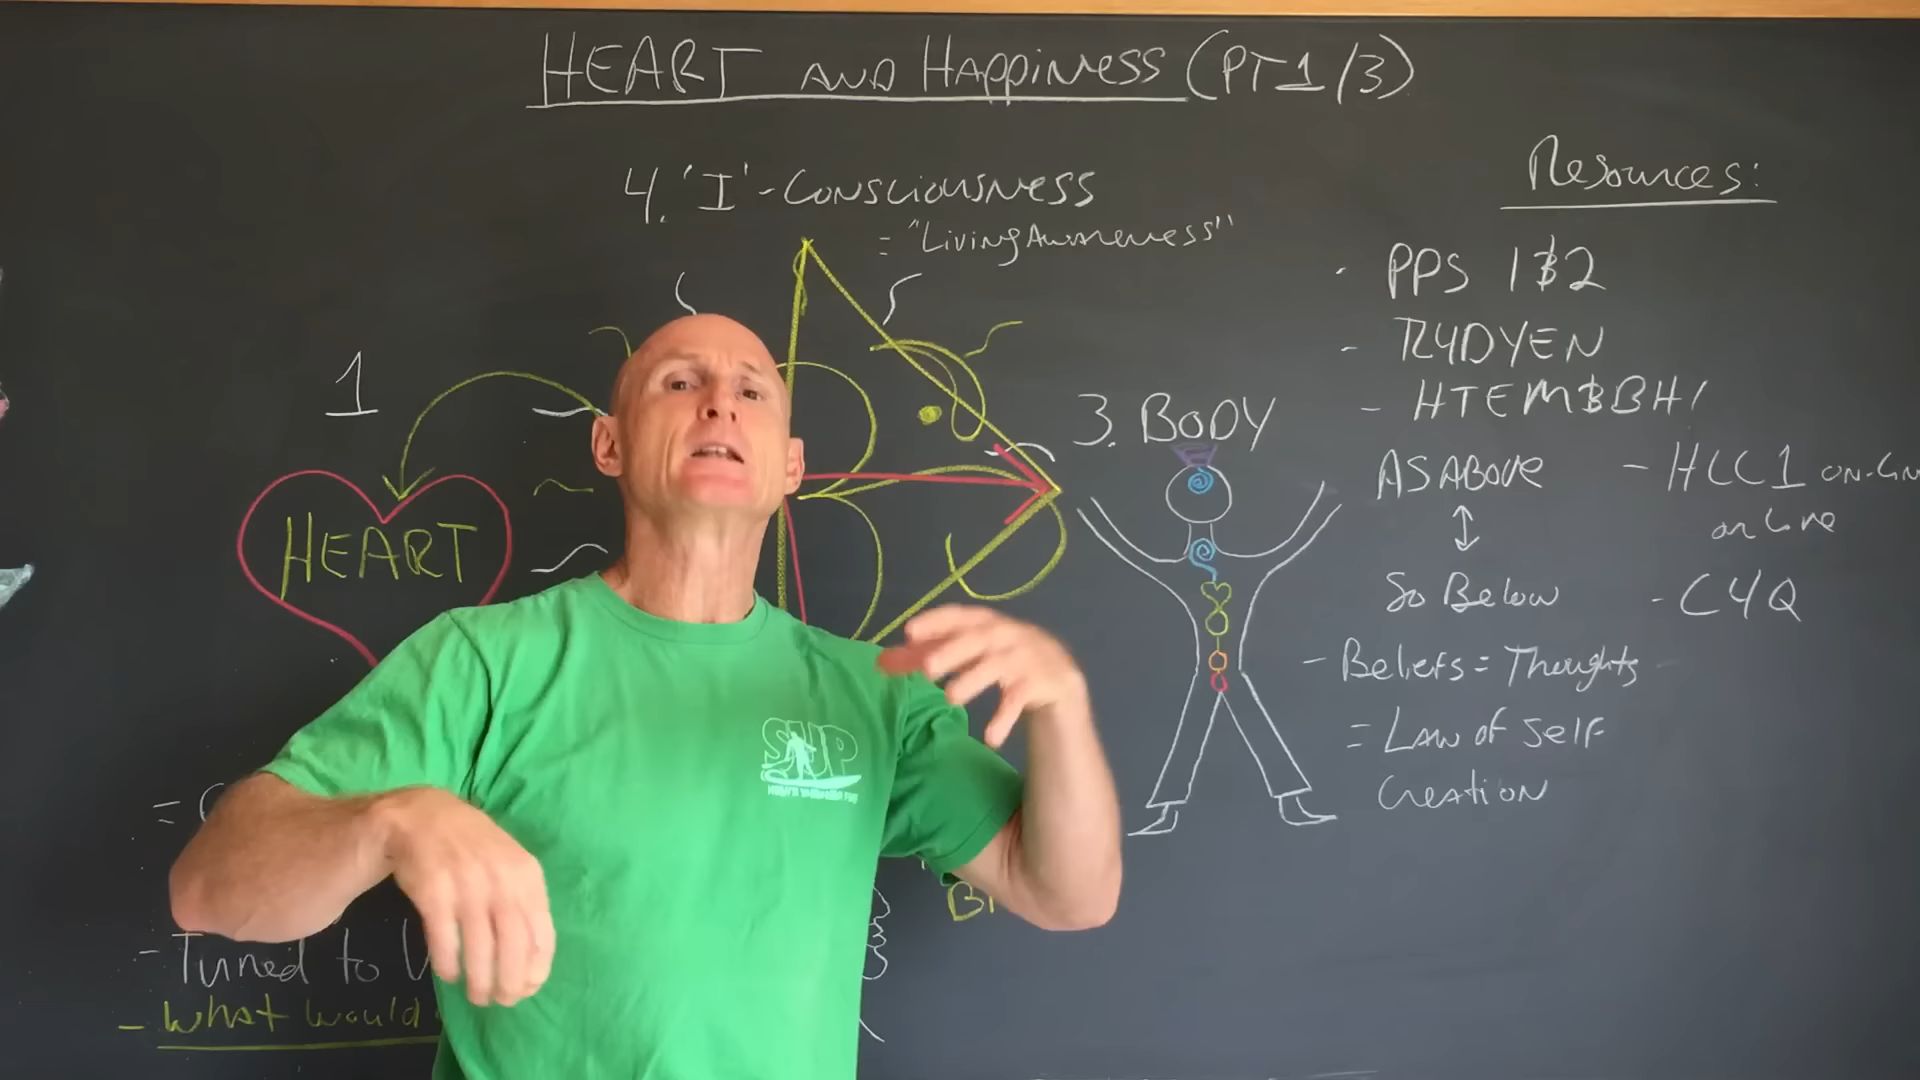 HEART AND HAPPINESS (PT 1/3)
4. 'I'-Consciousness
= "Living Awareness"
Resources:
- PPS 1&2
- R4DYEN
- HTEM&BH!
1
HEART
3. BODY
AS ABOVE
So Below
- HCC1 on-Lin
on Line
- C4Q
- Beliefs = Thoughts
= Law of Self
Creation
SUP
=
- Tuned to
- What would